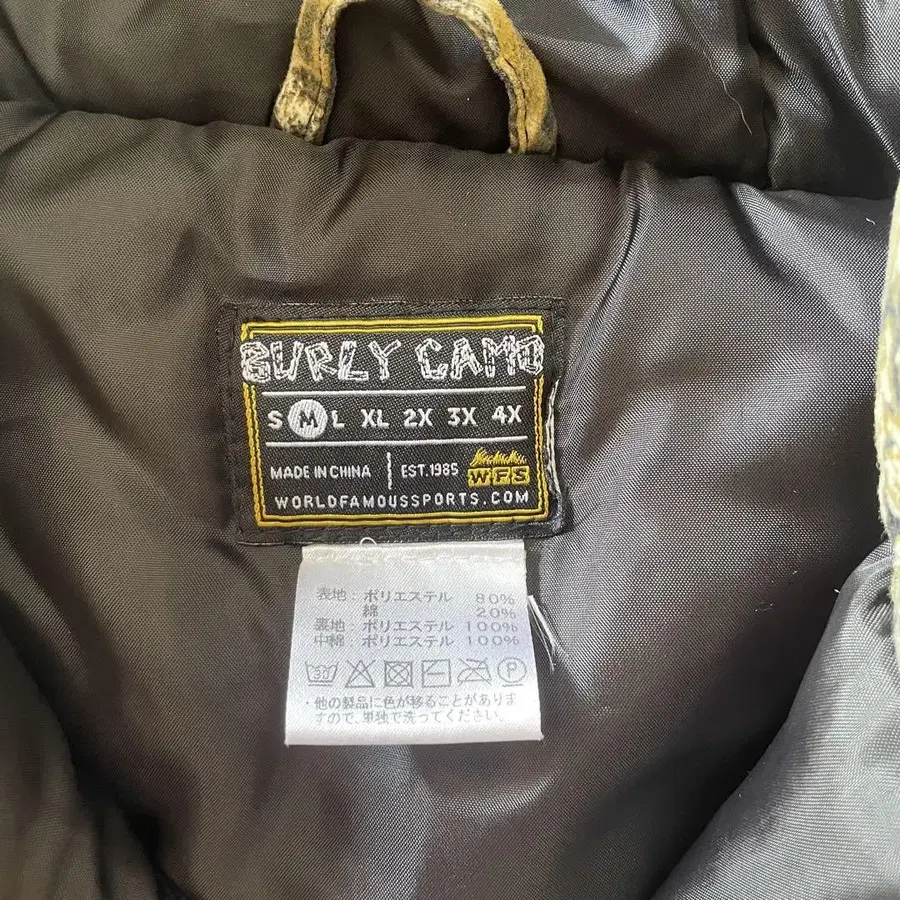 BURLY CAMO
S M L XL 2X 3X 4X
MADE IN CHINA | EST.1985 WFS
WORLDFAMOUSSPORTS.COM
表地：ポリエステル 80%
綿 20%
裏地：ポリエステル 100%
中綿：ポリエステル 100%
30 P
・他の製品に色が移ることがありま
すので、単独で洗ってください。